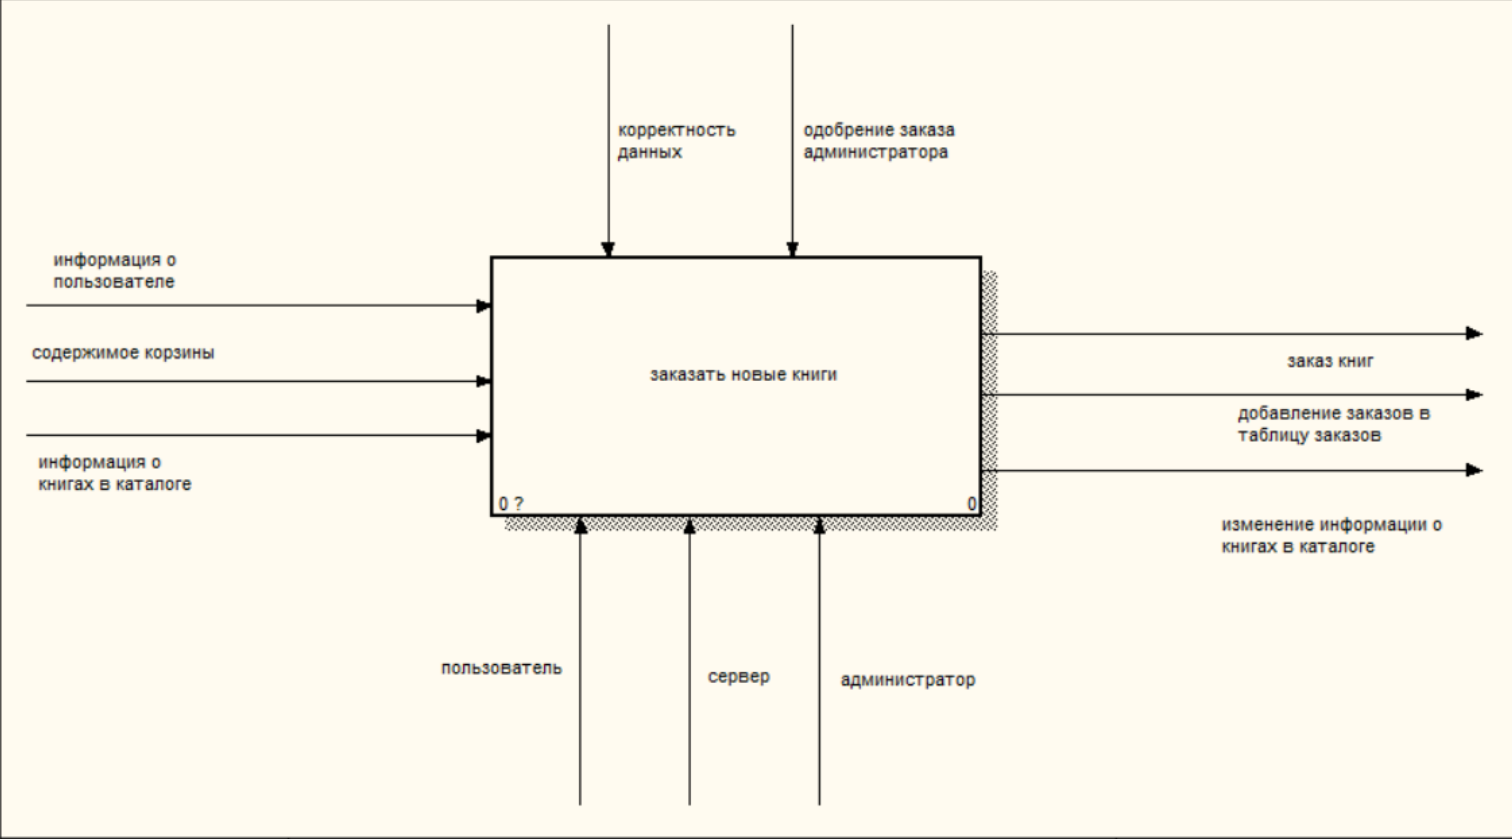 корректность
данных
одобрение заказа
администратора
информация о
пользователе
содержимое корзины
информация о
книгах в каталоге
заказать новые книги
0 ?
0
заказ книг
добавление заказов в
таблицу заказов
изменение информации о
книгах в каталоге
пользователь
сервер
администратор